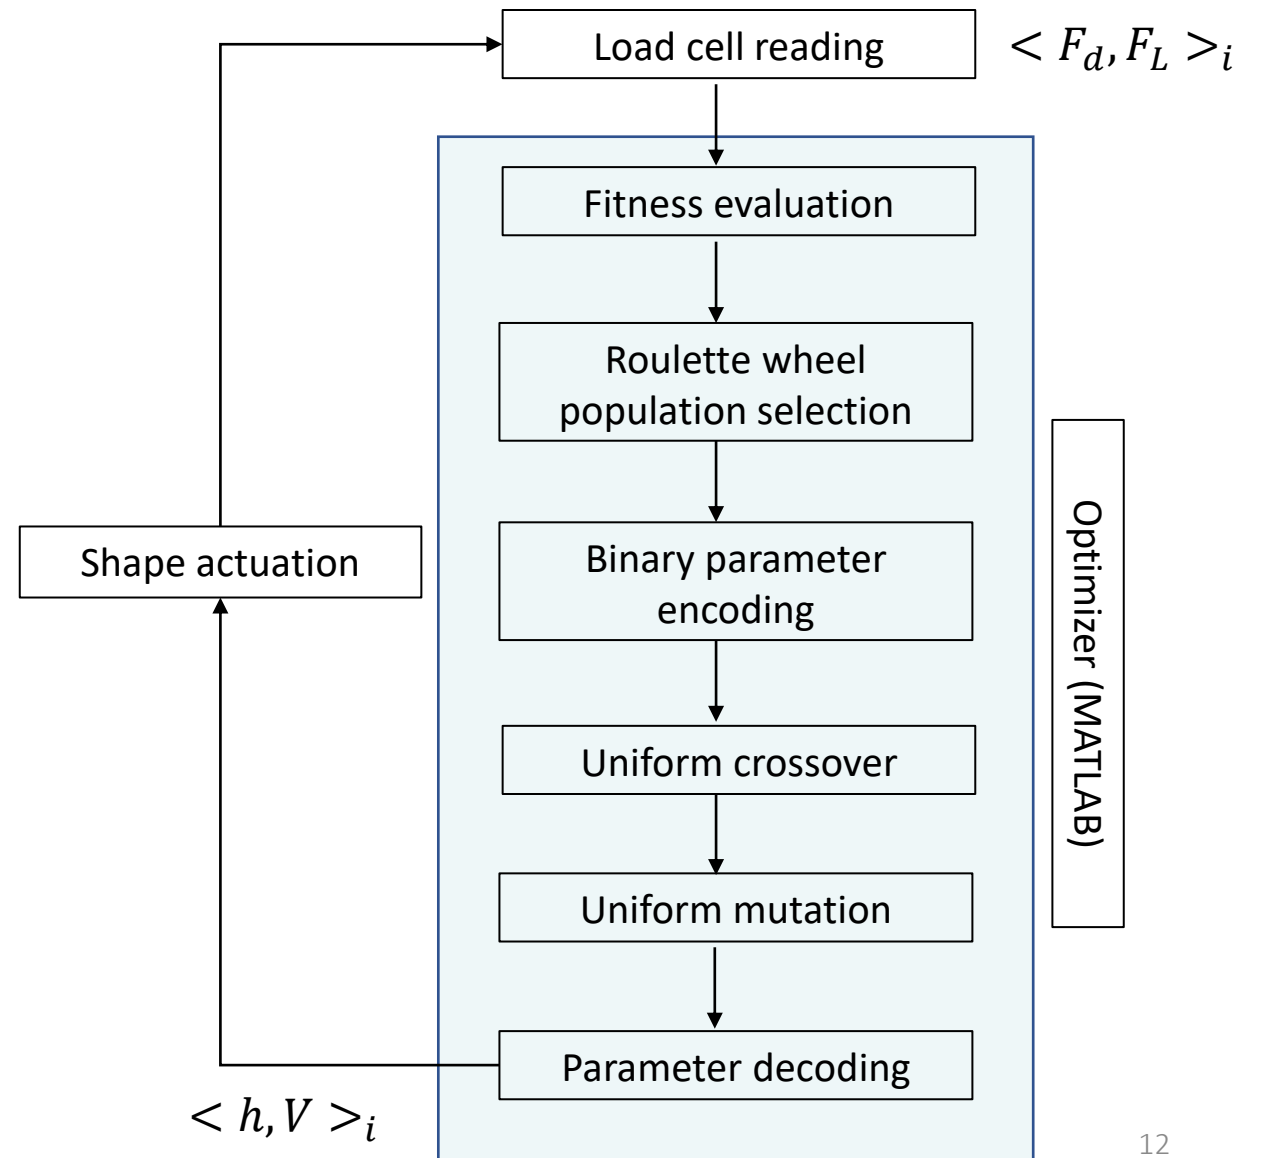 Load cell reading
< F_d, F_L >_i
Fitness evaluation
Roulette wheel
population selection
Binary parameter
encoding
Shape actuation
Optimizer (MATLAB)
Uniform crossover
Uniform mutation
Parameter decoding
< h, V >_i
12